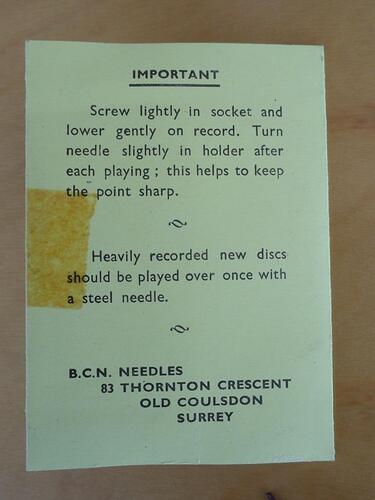 IMPORTANT
Screw lightly in socket and
lower gently on record. Turn
needle slightly in holder after
each playing ; this helps to keep
the point sharp.
Heavily recorded new discs
should be played over once with
a steel needle.
B.C.N. NEEDLES
83 THORNTON CRESCENT
OLD COULSDON
SURREY